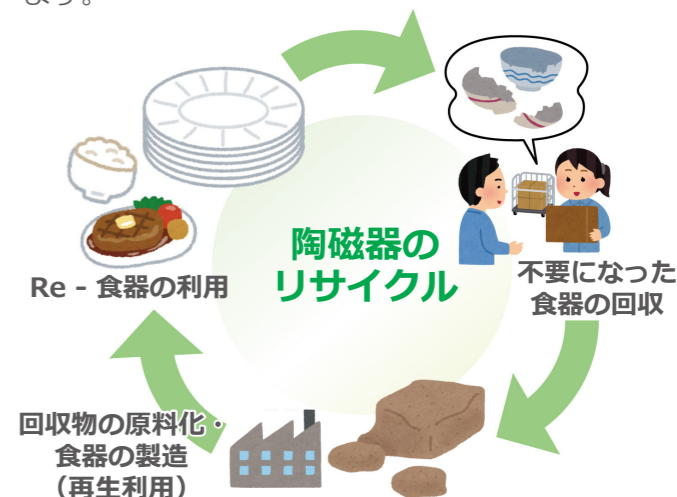 ます。
陶磁器の
リサイクル
不要になった
食器の回収
Re - 食器の利用
回収物の原料化・
食器の製造
（再生利用）